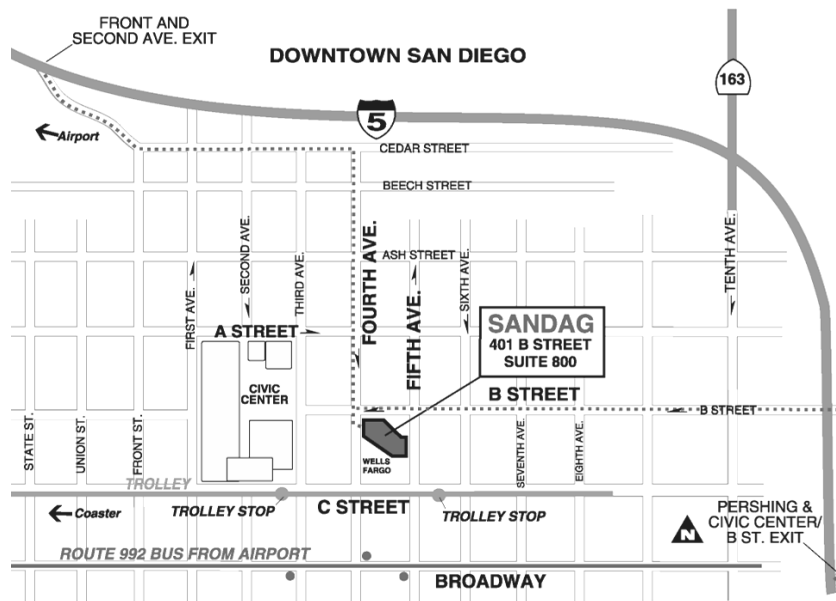 FRONT AND
SECOND AVE. EXIT
DOWNTOWN SAN DIEGO
163
5
Airport
CEDAR STREET
BEECH STREET
ASH STREET
FIRST AVE.
SECOND AVE.
THIRD AVE.
FOURTH AVE.
FIFTH AVE.
SIXTH AVE.
TENTH AVE.
A STREET
SANDAG
401 B STREET
SUITE 800
CIVIC
CENTER
B STREET
B STREET
STATE ST.
UNION ST.
FRONT ST.
SEVENTH AVE.
EIGHTH AVE.
WELLS
FARGO
TROLLEY
Coaster
TROLLEY STOP
C STREET
TROLLEY STOP
PERSHING &
CIVIC CENTER/
B ST. EXIT
N
ROUTE 992 BUS FROM AIRPORT
BROADWAY